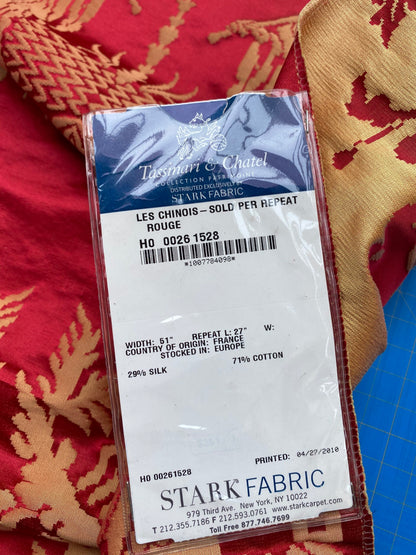 Tassinari & Chatel
COLLECTION PATRIMOINE
DISTRIBUTED EXCLUSIVELY BY
STARK FABRIC
LES CHINOIS - SOLD PER REPEAT
ROUGE
H0 0026 1528
*1007784098*
WIDTH: 51" REPEAT L: 27" W:
COUNTRY OF ORIGIN: FRANCE
STOCKED IN: EUROPE
29% SILK 71% COTTON
PRINTED: 04/27/2010
H0 00261528
STARK FABRIC
979 Third Ave. New York, NY 10022
T 212.355.7186 F 212.593.0761 www.starkcarpet.com
Toll Free 877.746.7699